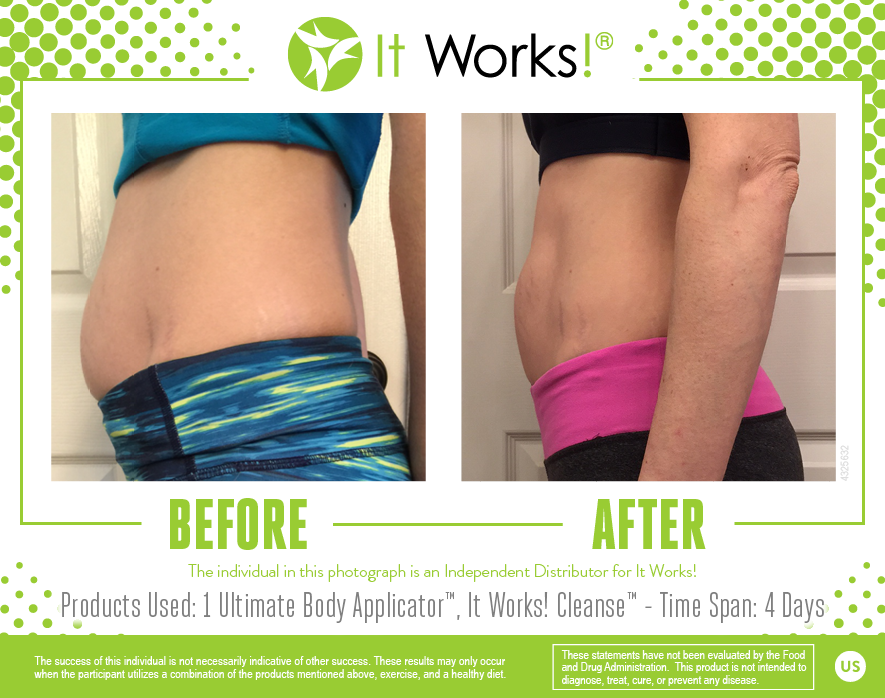 It Works!®
4325632
BEFORE
AFTER
The individual in this photograph is an Independent Distributor for It Works!
Products Used: 1 Ultimate Body Applicator™, It Works! Cleanse™ - Time Span: 4 Days
The success of this individual is not necessarily indicative of other success. These results may only occur
when the participant utilizes a combination of the products mentioned above, exercise, and a healthy diet.
These statements have not been evaluated by the Food
and Drug Administration. This product is not intended to
diagnose, treat, cure, or prevent any disease.
US